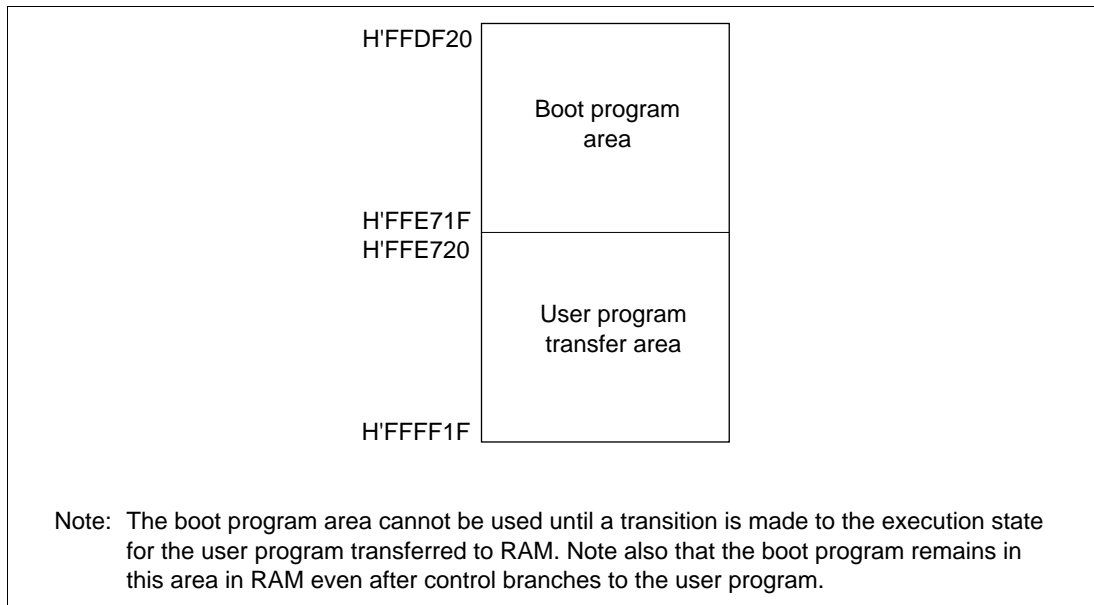 H'FFDF20
Boot program
area
H'FFE71F
H'FFE720
User program
transfer area
H'FFFF1F
Note: The boot program area cannot be used until a transition is made to the execution state
for the user program transferred to RAM. Note also that the boot program remains in
this area in RAM even after control branches to the user program.